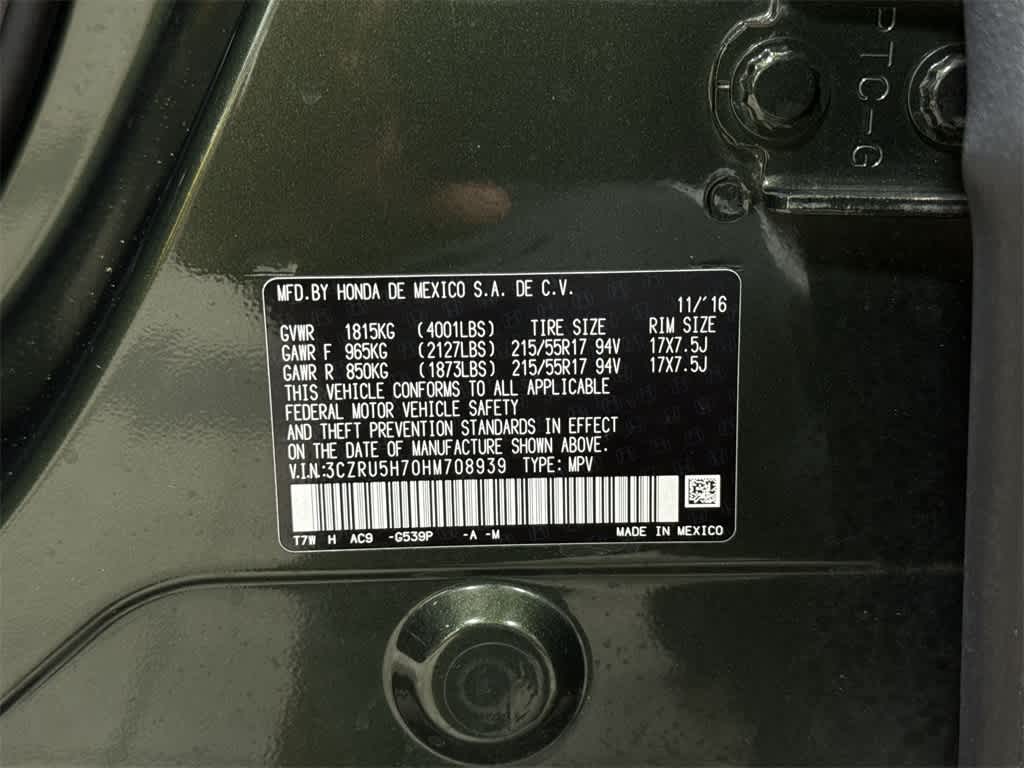 PTC-G
MFD.BY HONDA DE MEXICO S.A. DE C.V.
11/'16
GVWR 1815KG (4001LBS) TIRE SIZE RIM SIZE
GAWR F 965KG (2127LBS) 215/55R17 94V 17X7.5J
GAWR R 850KG (1873LBS) 215/55R17 94V 17X7.5J
THIS VEHICLE CONFORMS TO ALL APPLICABLE
FEDERAL MOTOR VEHICLE SAFETY
AND THEFT PREVENTION STANDARDS IN EFFECT
ON THE DATE OF MANUFACTURE SHOWN ABOVE.
V.I.N.:3CZRU5H70HM708939 TYPE: MPV
T7W H AC9 -G539P -A -M MADE IN MEXICO